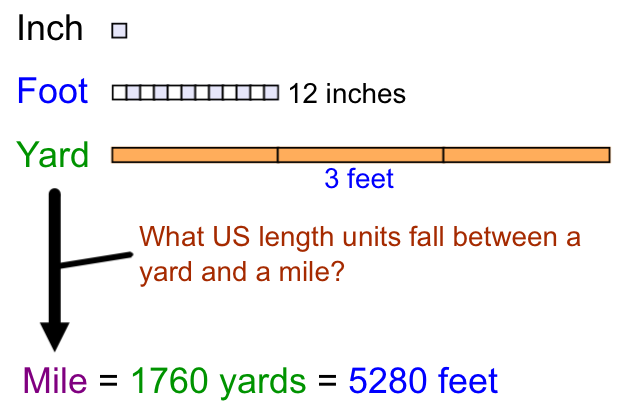 Inch
Foot 12 inches
Yard
3 feet
What US length units fall between a
yard and a mile?
Mile = 1760 yards = 5280 feet